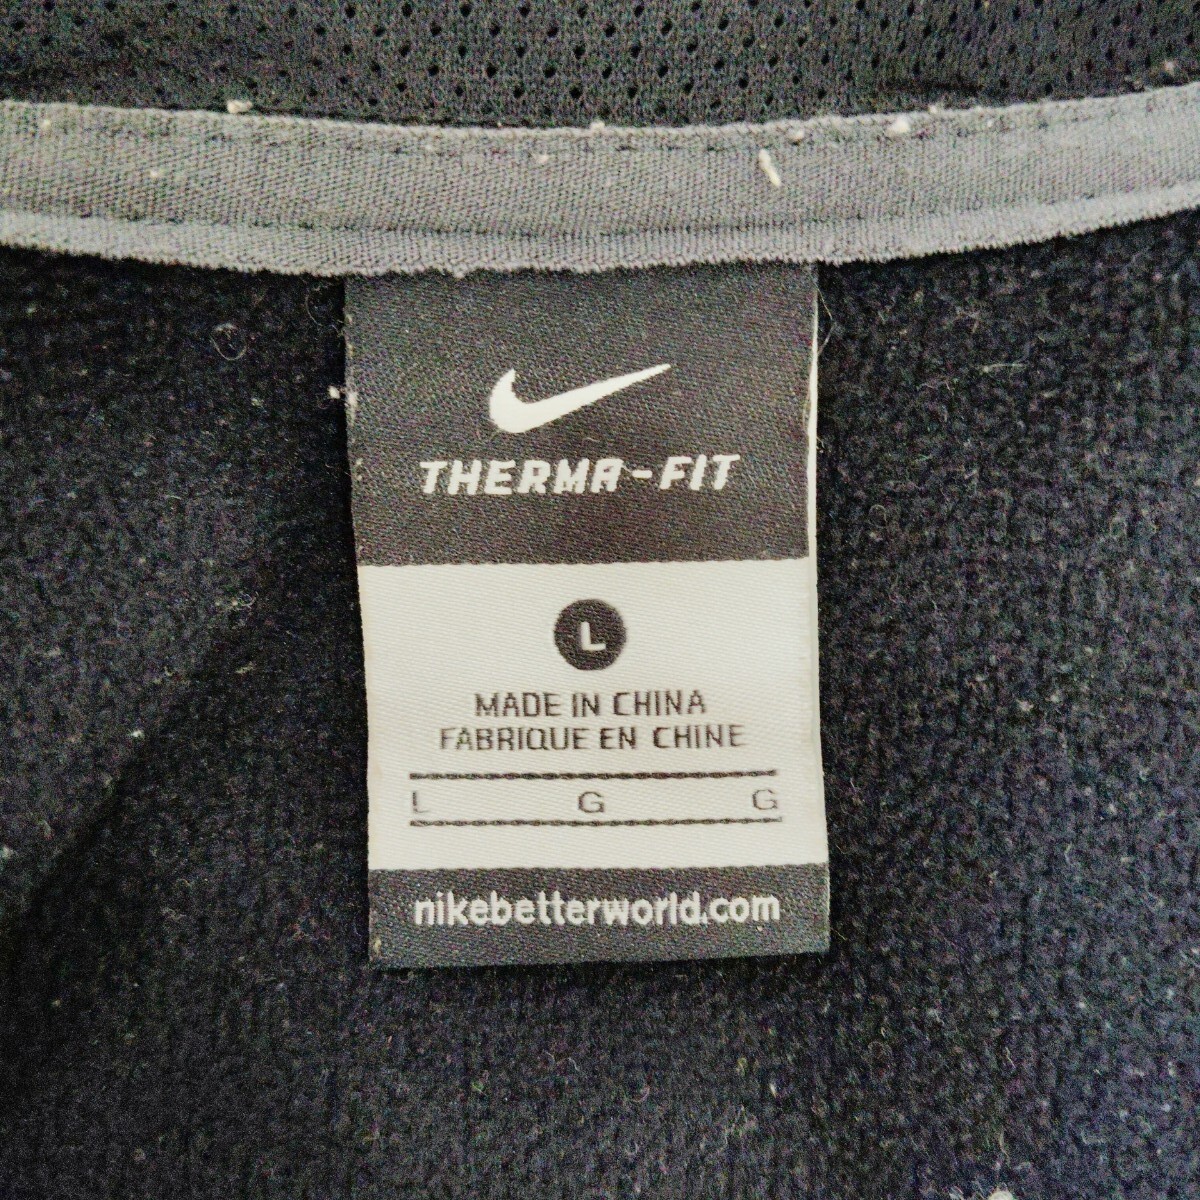 THERMA-FIT
L
MADE IN CHINA
FABRIQUE EN CHINE
L G G
nikebetterworld.com